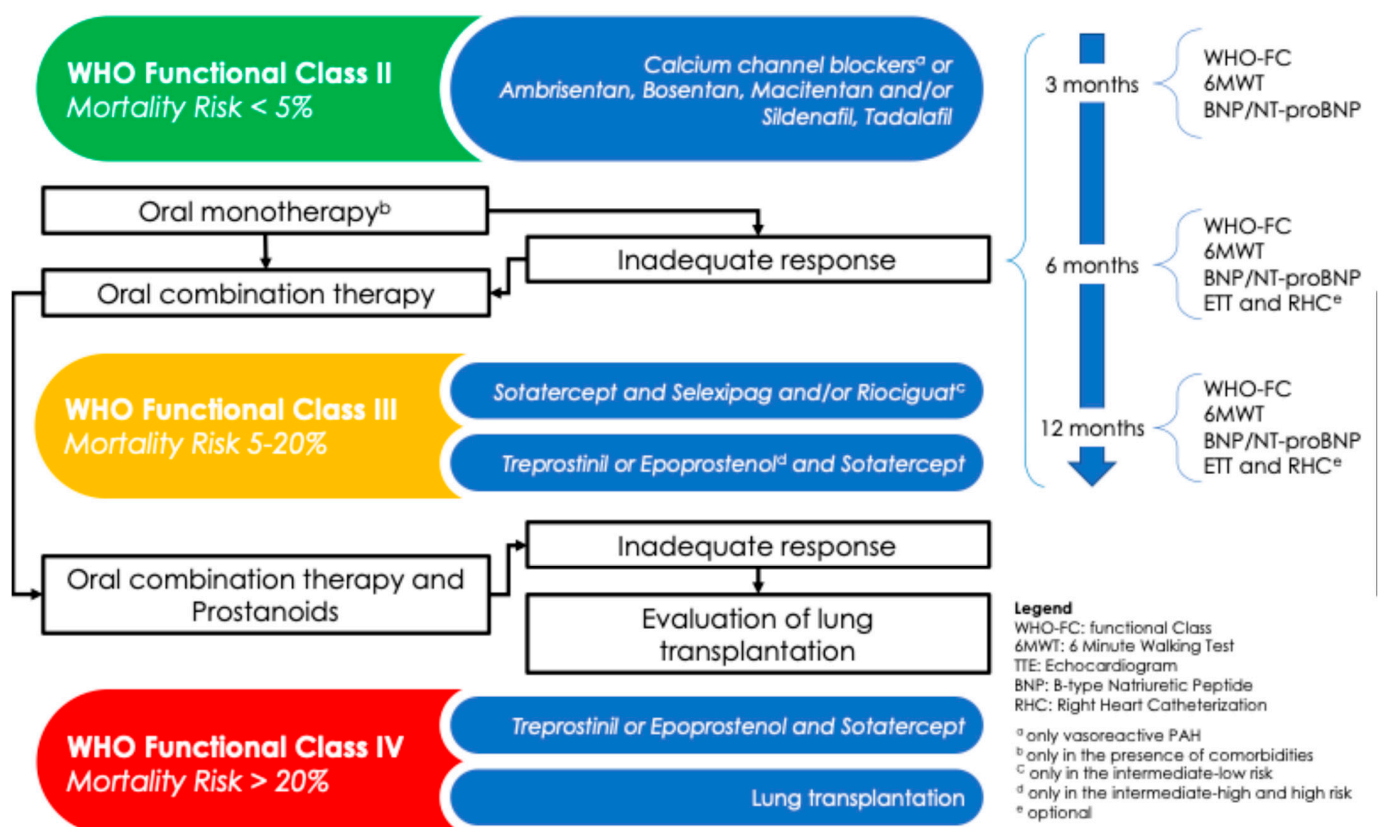 WHO Functional Class II
Mortality Risk < 5%
Calcium channel blockersᵃ or
Ambrisentan, Bosentan, Macitentan and/or
Sildenafil, Tadalafil
Oral monotherapyᵇ
Inadequate response
Oral combination therapy
WHO Functional Class III
Mortality Risk 5-20%
Sotatercept and Selexipag and/or Riociguatᶜ
Treprostinil or Epoprostenolᵈ and Sotatercept
Inadequate response
Oral combination therapy and
Prostanoids
Evaluation of lung
transplantation
WHO Functional Class IV
Mortality Risk > 20%
Treprostinil or Epoprostenol and Sotatercept
Lung transplantation
3 months
WHO-FC
6MWT
BNP/NT-proBNP
6 months
WHO-FC
6MWT
BNP/NT-proBNP
ETT and RHCᵉ
12 months
WHO-FC
6MWT
BNP/NT-proBNP
ETT and RHCᵉ
Legend
WHO-FC: functional Class
6MWT: 6 Minute Walking Test
TTE: Echocardiogram
BNP: B-type Natriuretic Peptide
RHC: Right Heart Catheterization
ᵃ only vasoreactive PAH
ᵇ only in the presence of comorbidities
ᶜ only in the intermediate-low risk
ᵈ only in the intermediate-high and high risk
ᵉ optional